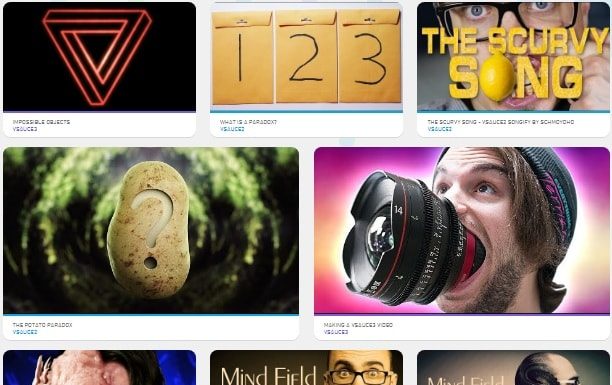 IMPOSSIBLE OBJECTS
VSAUCE3
1 2 3
WHAT IS A PARADOX?
VSAUCE2
THE SCURVY
SONG
THE SCURVY SONG - VSAUCE2 SONGIFY BY SCHMOYOHO
VSAUCE2
?
THE POTATO PARADOX
VSAUCE2
14
MAKING A VSAUCE3 VIDEO
VSAUCE3
MIND FIELD
MIND FIELD